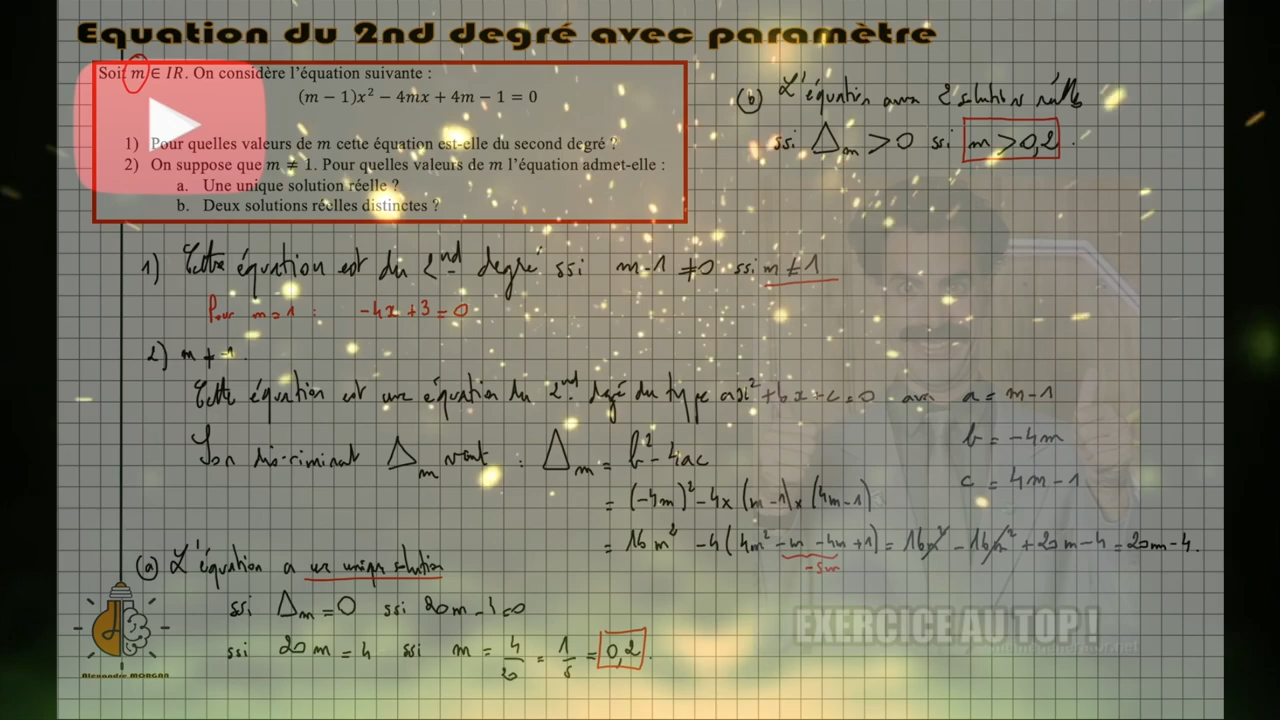 Equation du 2nd degré avec paramètre
Soit m ∈ IR. On considère l'équation suivante :
(m − 1)x² − 4mx + 4m − 1 = 0
1) Pour quelles valeurs de m cette équation est-elle du second degré ?
2) On suppose que m ≠ 1. Pour quelles valeurs de m l'équation admet-elle :
a. Une unique solution réelle ?
b. Deux solutions réelles distinctes ?
(b) L'équation aura 2 solutions réelles
ssi Δm > 0 ssi m > 0,2.
1) Cette équation est du 2nd degré ssi m-1 ≠ 0 ssi m ≠ 1
Pour m = 1 : -4x + 3 = 0
2) m ≠ 1.
Cette équation est une équation du 2nd degré du type ax² + bx + c = 0 avec a = m-1
b = -4m
c = 4m-1
Son discriminant Δm vaut : Δm = b² - 4ac
= (-4m)² - 4x (m-1) x (4m-1)
= 16m² - 4(4m² - m - 4m + 1) = 16m² - 16m² + 20m - 4 = 20m - 4.
-5m
(a) L'équation a une unique solution
ssi Δm = 0 ssi 20m - 4 = 0
ssi 20m = 4 ssi m = 4/20 = 1/5 = 0,2.
EXERCICE AU TOP !
Alexandre MORGAN